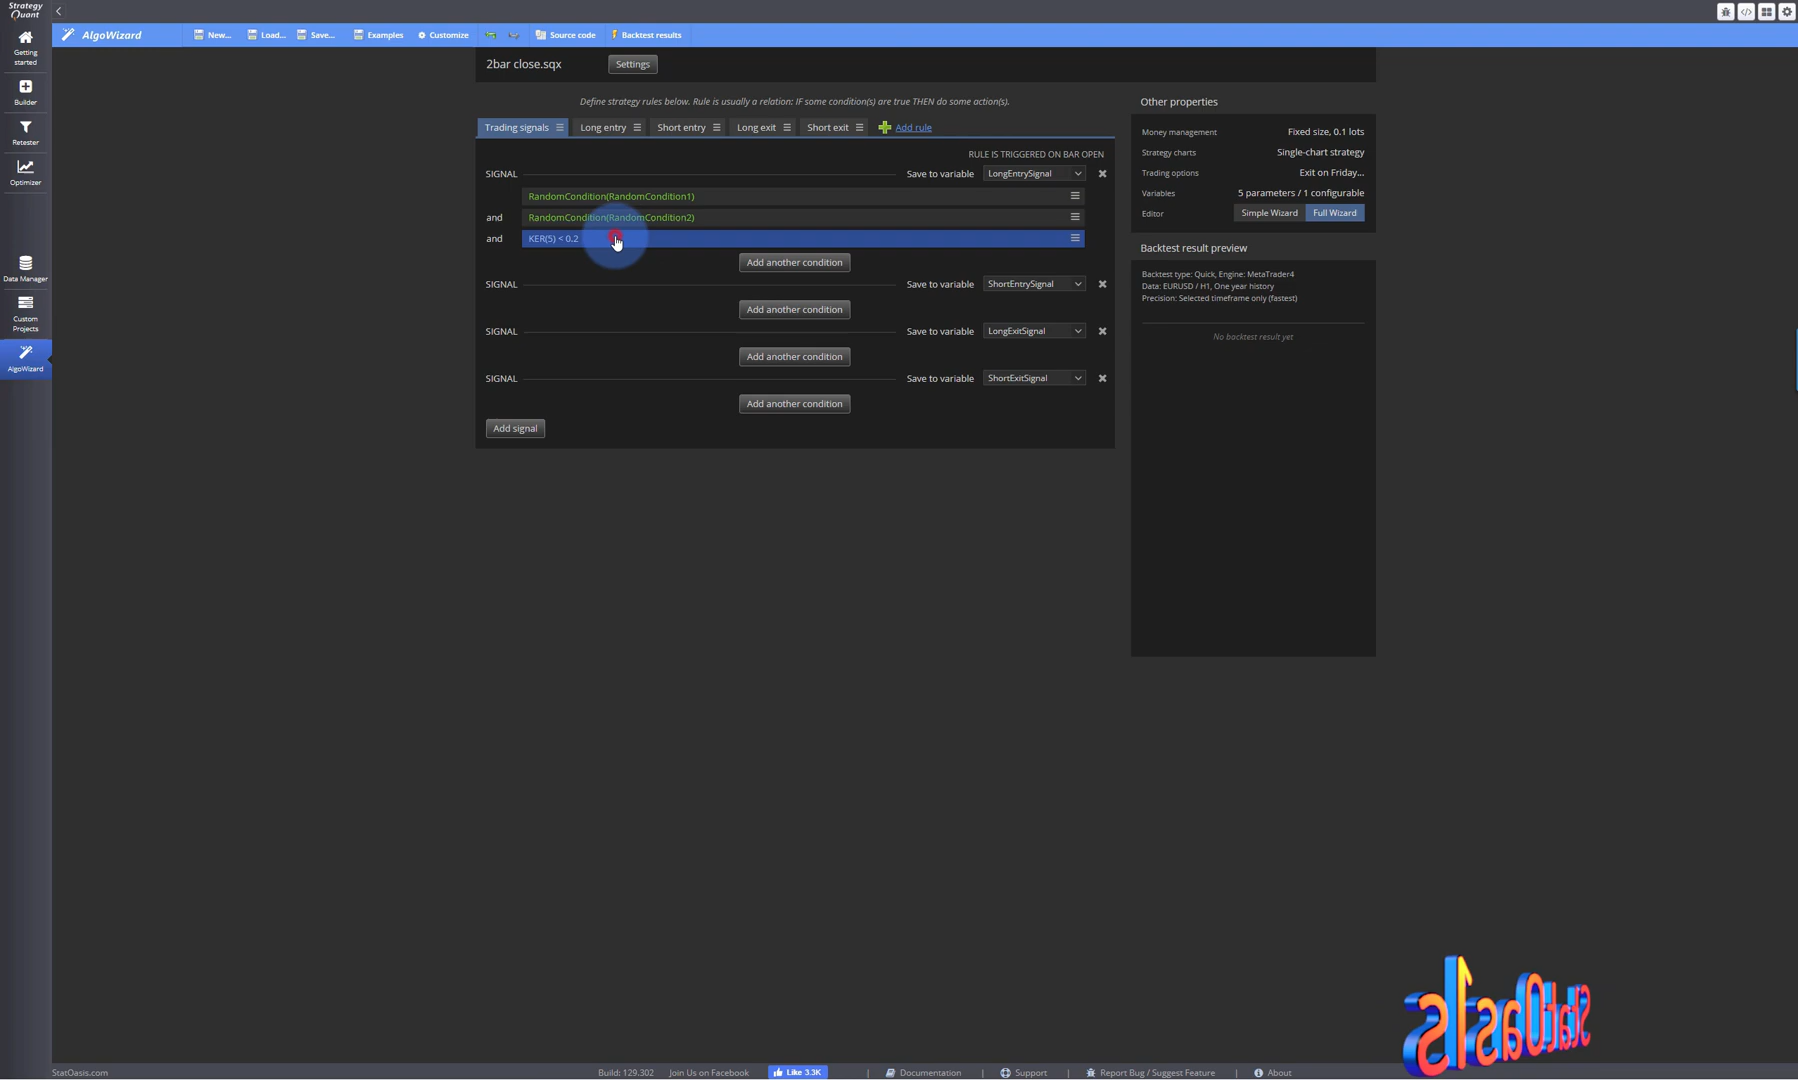 Strategy
Quant
AlgoWizard
New...
Load...
Save...
Examples
Customize
Source code
Backtest results
Getting
started
Builder
Retester
Optimizer
Data Manager
Custom
Projects
AlgoWizard
2bar close.sqx
Settings
Define strategy rules below. Rule is usually a relation: IF some condition(s) are true THEN do some action(s).
Trading signals
Long entry
Short entry
Long exit
Short exit
Add rule
RULE IS TRIGGERED ON BAR OPEN
SIGNAL
Save to variable
LongEntrySignal
RandomCondition(RandomCondition1)
and
RandomCondition(RandomCondition2)
and
KER(5) < 0.2
Add another condition
SIGNAL
Save to variable
ShortEntrySignal
Add another condition
SIGNAL
Save to variable
LongExitSignal
Add another condition
SIGNAL
Save to variable
ShortExitSignal
Add another condition
Add signal
Other properties
Money management
Fixed size, 0.1 lots
Strategy charts
Single-chart strategy
Trading options
Exit on Friday...
Variables
5 parameters / 1 configurable
Editor
Simple Wizard
Full Wizard
Backtest result preview
Backtest type: Quick, Engine: MetaTrader4
Data: EURUSD / H1, One year history
Precision: Selected timeframe only (fastest)
No backtest result yet
StatOasis
StatOasis.com
Build: 129.302
Join Us on Facebook
Like 3.3K
Documentation
Support
Report Bug / Suggest Feature
About